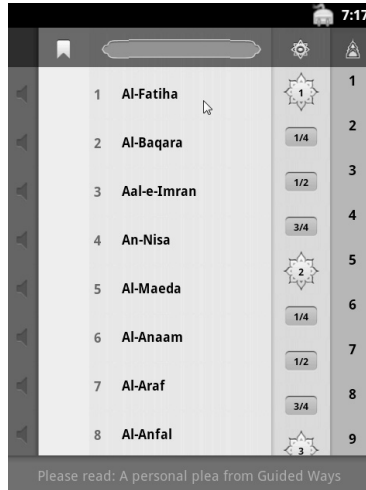 7:17
1 Al-Fatiha
2 Al-Baqara
3 Aal-e-Imran
4 An-Nisa
5 Al-Maeda
6 Al-Anaam
7 Al-Araf
8 Al-Anfal
1
1/4
1/2
3/4
2
1/4
1/2
3/4
3
1
2
3
4
5
6
7
8
9
Please read: A personal plea from Guided Ways